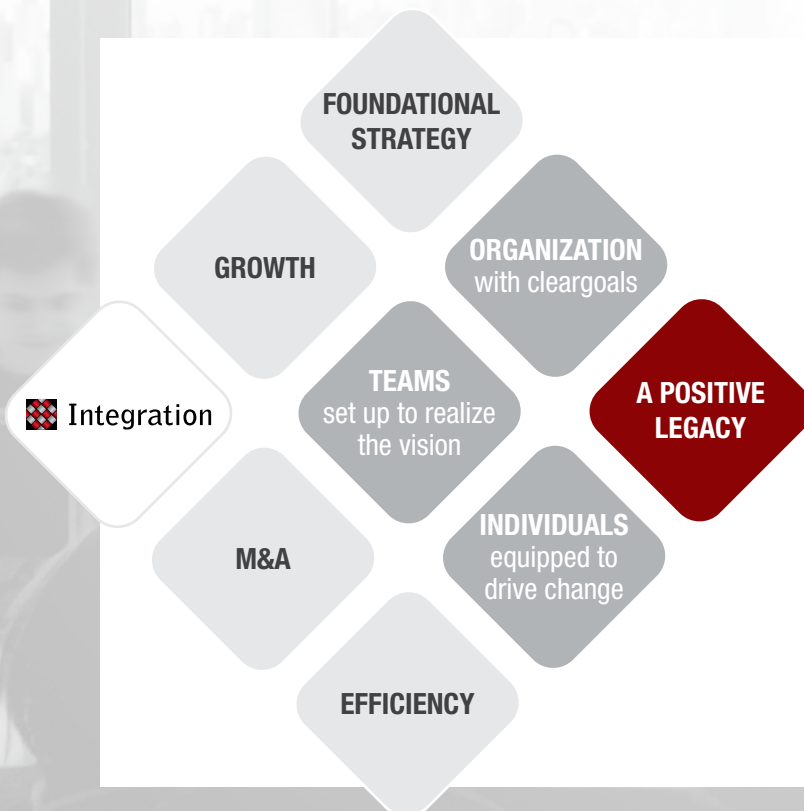 FOUNDATIONAL
STRATEGY
GROWTH
ORGANIZATION
with cleargoals
Integration
TEAMS
set up to realize
the vision
A POSITIVE
LEGACY
M&A
INDIVIDUALS
equipped to
drive change
EFFICIENCY